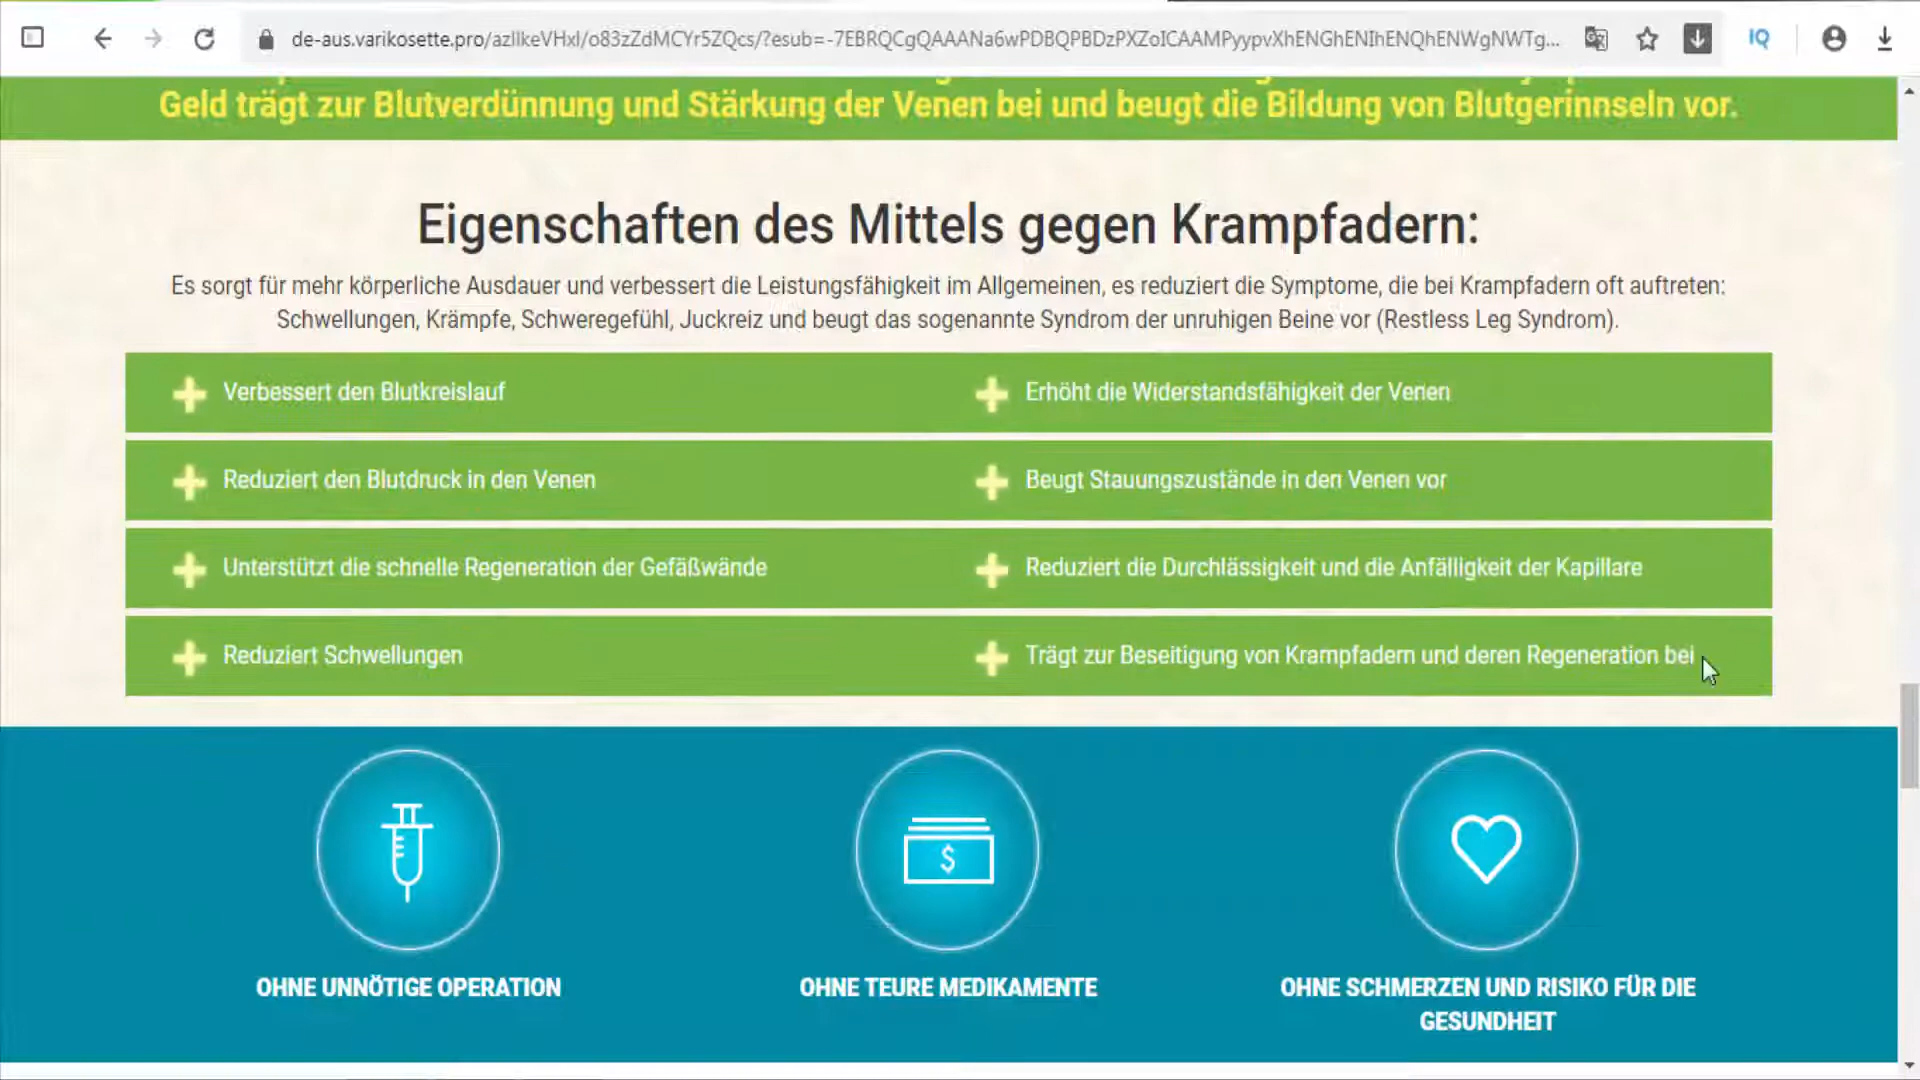 de-aus.varikosette.pro/azIIkeVHxI/o83zZdMCYr5ZQcs/?esub=-7EBRQCgQAAANa6wPDBQPBDzPXZoICAAMPyypvXhENGhENIhENQhENWgNWTg...
IQ
Geld trägt zur Blutverdünnung und Stärkung der Venen bei und beugt die Bildung von Blutgerinnseln vor.
Eigenschaften des Mittels gegen Krampfadern:
Es sorgt für mehr körperliche Ausdauer und verbessert die Leistungsfähigkeit im Allgemeinen, es reduziert die Symptome, die bei Krampfadern oft auftreten:
Schwellungen, Krämpfe, Schweregefühl, Juckreiz und beugt das sogenannte Syndrom der unruhigen Beine vor (Restless Leg Syndrom).
Verbessert den Blutkreislauf
Erhöht die Widerstandsfähigkeit der Venen
Reduziert den Blutdruck in den Venen
Beugt Stauungszustände in den Venen vor
Unterstützt die schnelle Regeneration der Gefäßwände
Reduziert die Durchlässigkeit und die Anfälligkeit der Kapillare
Reduziert Schwellungen
Trägt zur Beseitigung von Krampfadern und deren Regeneration bei
$
OHNE UNNÖTIGE OPERATION
OHNE TEURE MEDIKAMENTE
OHNE SCHMERZEN UND RISIKO FÜR DIE
GESUNDHEIT